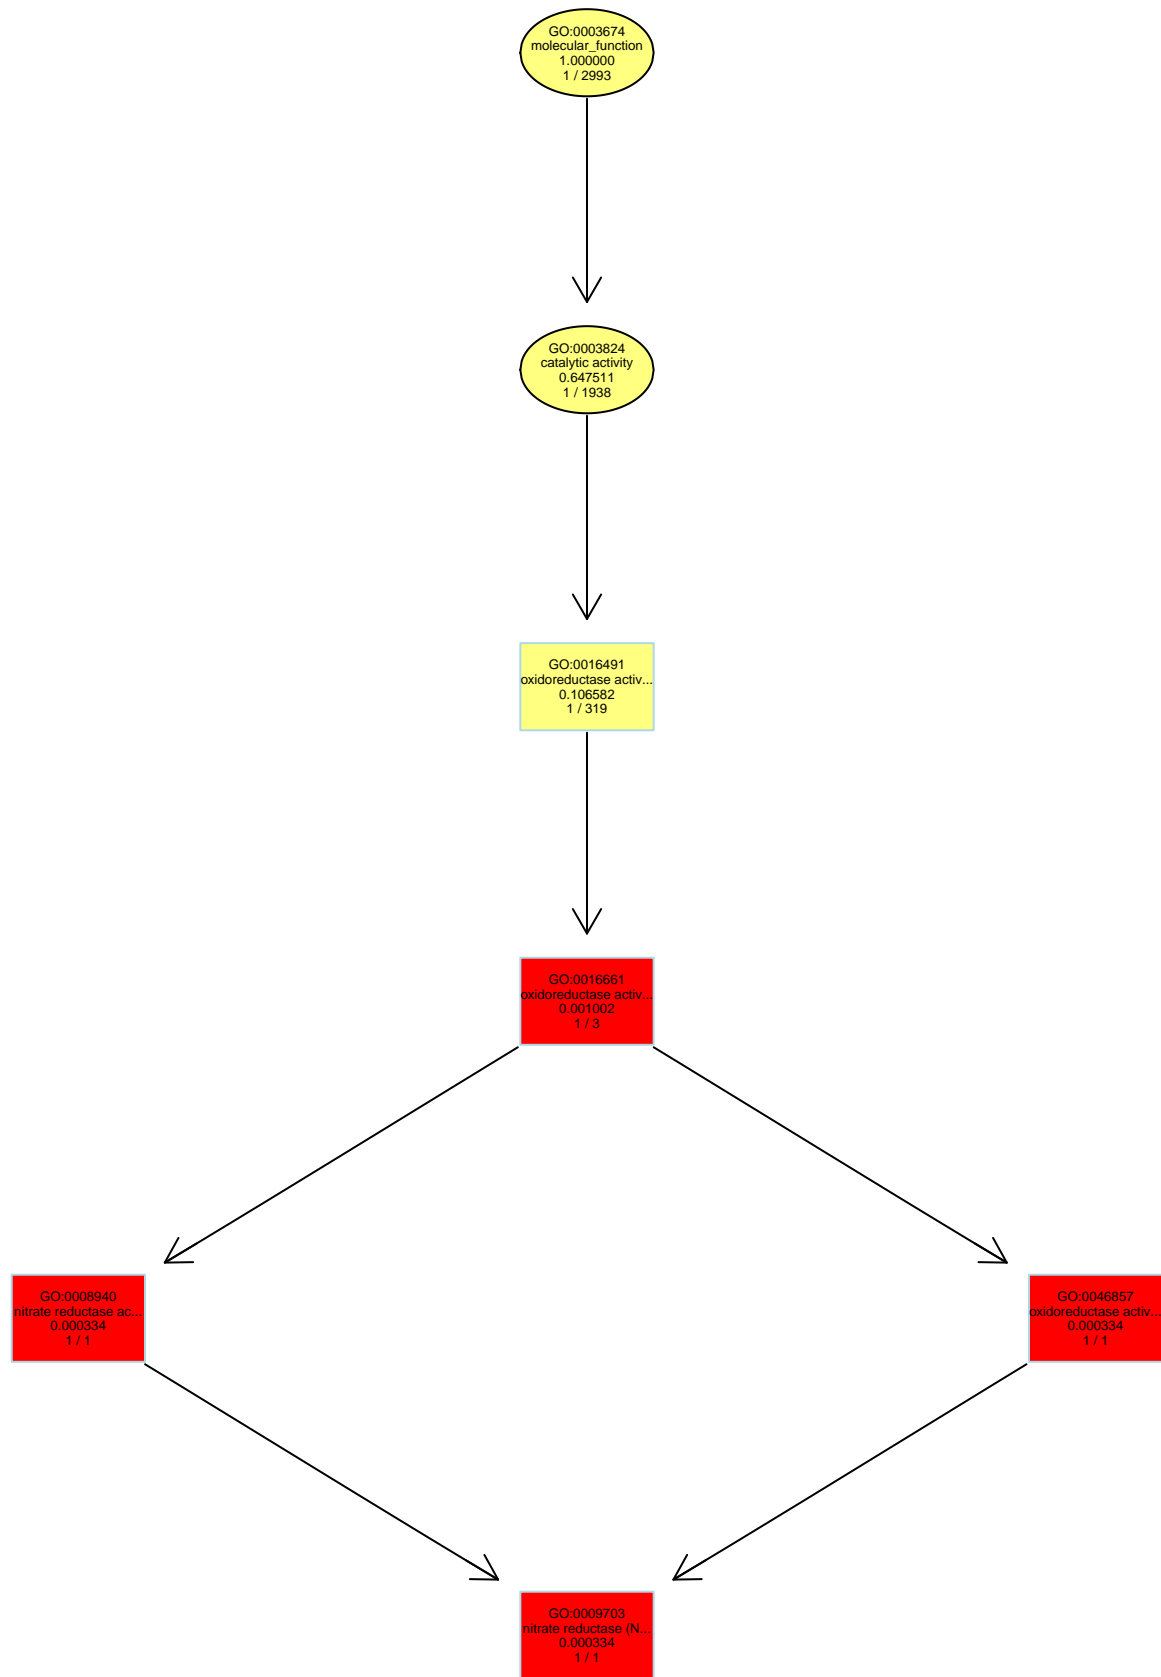 GO:0003674
molecular_function
1.000000
1 / 2993
GO:0003824
catalytic activity
0.647511
1 / 1938
GO:0016491
oxidoreductase activ...
0.106582
1 / 319
GO:0016661
oxidoreductase activ...
0.001002
1 / 3
GO:0008940
nitrate reductase ac...
0.000334
1 / 1
GO:0046857
oxidoreductase activ...
0.000334
1 / 1
GO:0009703
nitrate reductase (N...
0.000334
1 / 1